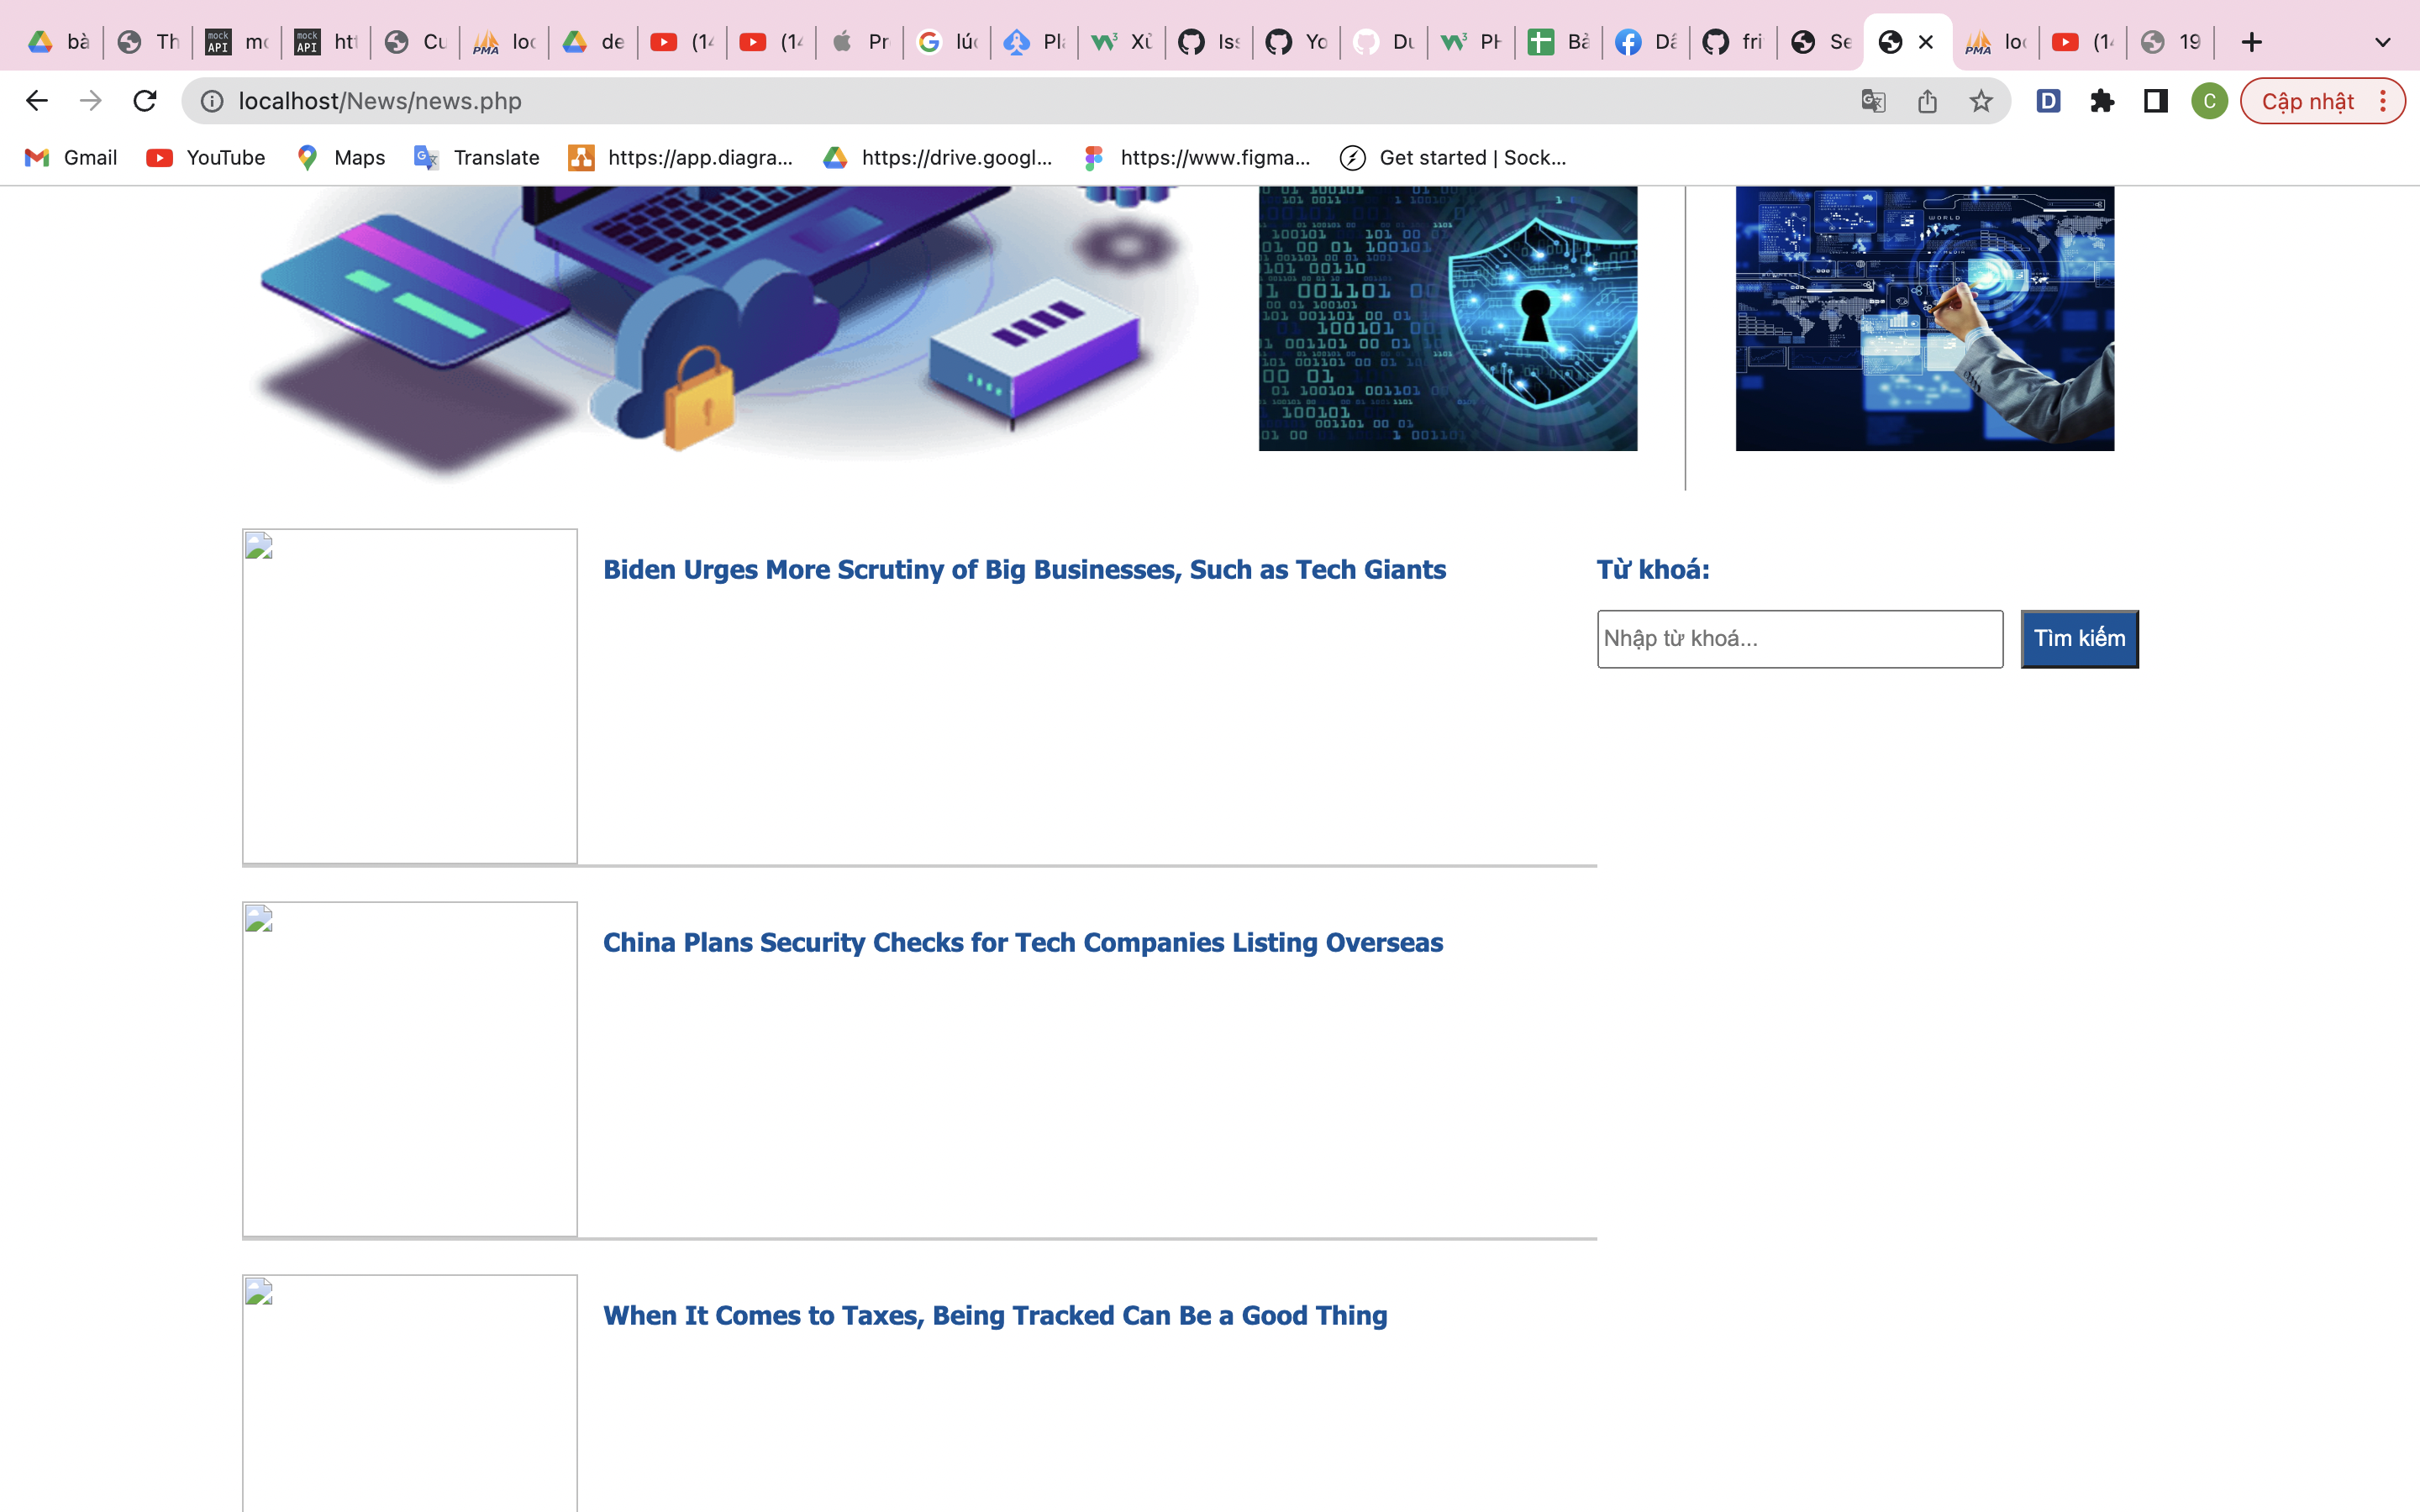 bà Th mc htt Cu loc de (14 (14 Pr lúc Pla Xử Iss Yo Du PH Bà Dấ fri Se loc (14 19
localhost/News/news.php Cập nhật
Gmail YouTube Maps Translate https://app.diagra... https://drive.googl... https://www.figma... Get started | Sock...
Biden Urges More Scrutiny of Big Businesses, Such as Tech Giants
Từ khoá:
Nhập từ khoá... Tìm kiếm
China Plans Security Checks for Tech Companies Listing Overseas
When It Comes to Taxes, Being Tracked Can Be a Good Thing